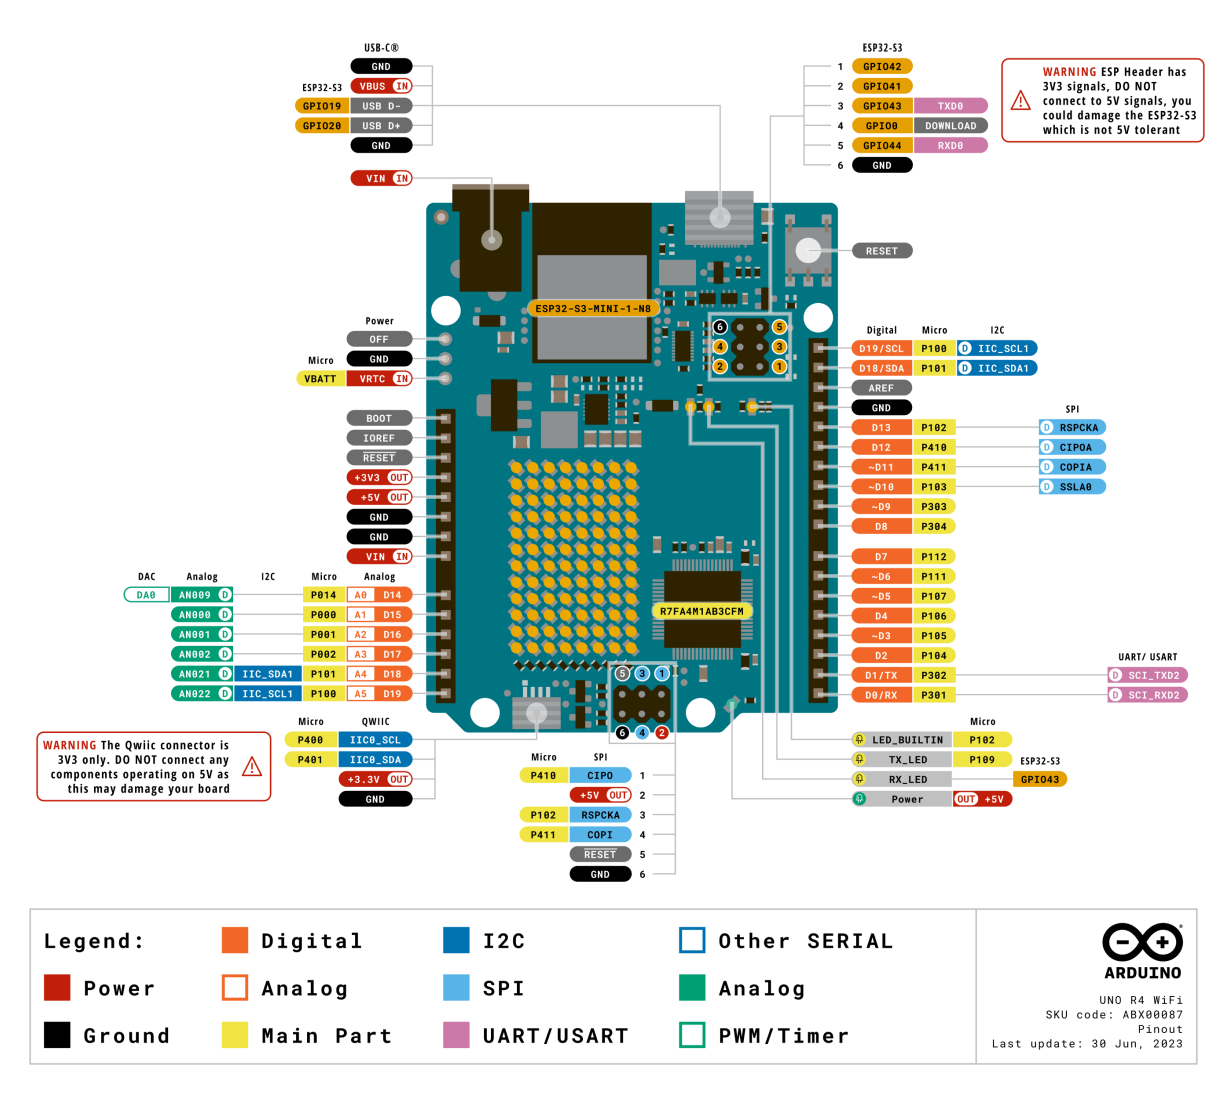 USB-C®
GND
VBUS IN
ESP32-S3
GPIO19 USB D-
GPIO20 USB D+
GND
VIN IN
ESP32-S3
1 GPIO42
2 GPIO41
3 GPIO43 TXD0
4 GPIO0 DOWNLOAD
5 GPIO44 RXD0
6 GND
WARNING ESP Header has
3V3 signals, DO NOT
connect to 5V signals, you
could damage the ESP32-S3
which is not 5V tolerant
RESET
ESP32-S3-MINI-1-N8
6 5
4 3
2 1
Power
OFF
GND
Micro
VBATT VRTC IN
BOOT
IOREF
RESET
+3V3 OUT
+5V OUT
GND
GND
VIN IN
DAC Analog I2C Micro Analog
DA0 AN009 D P014 A0 D14
AN000 D P000 A1 D15
AN001 D P001 A2 D16
AN002 D P002 A3 D17
AN021 D IIC_SDA1 P101 A4 D18
AN022 D IIC_SCL1 P100 A5 D19
Digital Micro I2C
D19/SCL P100 D IIC_SCL1
D18/SDA P101 D IIC_SDA1
AREF
GND
SPI
D13 P102 D RSPCKA
D12 P410 D CIPOA
~D11 P411 D COPIA
~D10 P103 D SSLA0
~D9 P303
D8 P304
D7 P112
~D6 P111
~D5 P107
D4 P106
~D3 P105
D2 P104
UART/ USART
D1/TX P302 D SCI_TXD2
D0/RX P301 D SCI_RXD2
R7FA4M1AB3CFM
5 3 1
6 4 2
Micro QWIIC
P400 IIC0_SCL
P401 IIC0_SDA
+3.3V OUT
GND
WARNING The Qwiic connector is
3V3 only. DO NOT connect any
components operating on 5V as
this may damage your board
Micro SPI
P410 CIPO 1
+5V OUT 2
P102 RSPCKA 3
P411 COPI 4
RESET 5
GND 6
Micro
LED_BUILTIN P102
TX_LED P109
ESP32-S3
RX_LED GPIO43
Power OUT +5V
Legend: Digital I2C Other SERIAL
Power Analog SPI Analog
Ground Main Part UART/USART PWM/Timer
ARDUINO
UNO R4 WiFi
SKU code: ABX00087
Pinout
Last update: 30 Jun, 2023